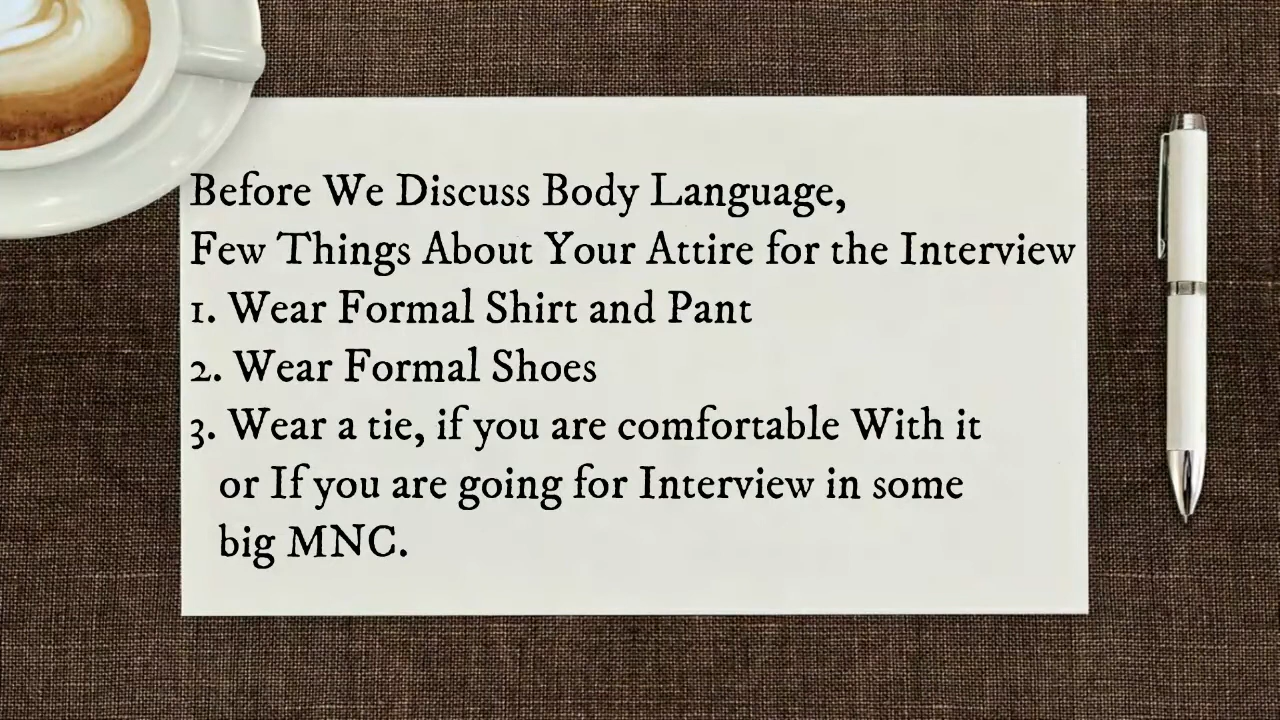 Before We Discuss Body Language,
Few Things About Your Attire for the Interview
1. Wear Formal Shirt and Pant
2. Wear Formal Shoes
3. Wear a tie, if you are comfortable With it
or If you are going for Interview in some
big MNC.